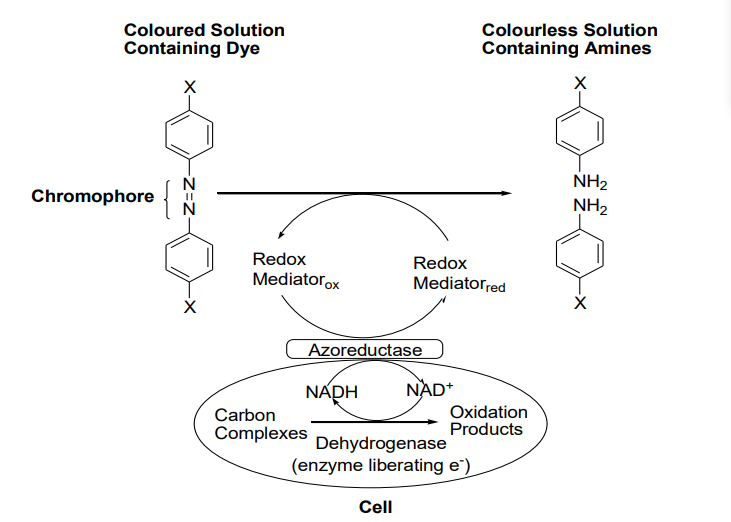 Coloured Solution
Containing Dye
Colourless Solution
Containing Amines
X
X
Chromophore
N
N
NH₂
NH₂
X
X
Redox
Mediatorox
Redox
Mediatorred
Azoreductase
NADH
NAD⁺
Carbon
Complexes
Oxidation
Products
Dehydrogenase
(enzyme liberating e⁻)
Cell